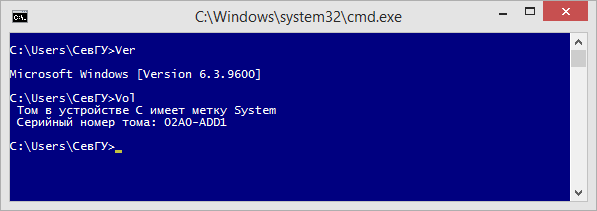 C:\Windows\system32\cmd.exe
C:\Users\СевГУ>Ver
Microsoft Windows [Version 6.3.9600]
C:\Users\СевГУ>Vol
Том в устройстве C имеет метку System
Серийный номер тома: 02A0-ADD1
C:\Users\СевГУ>